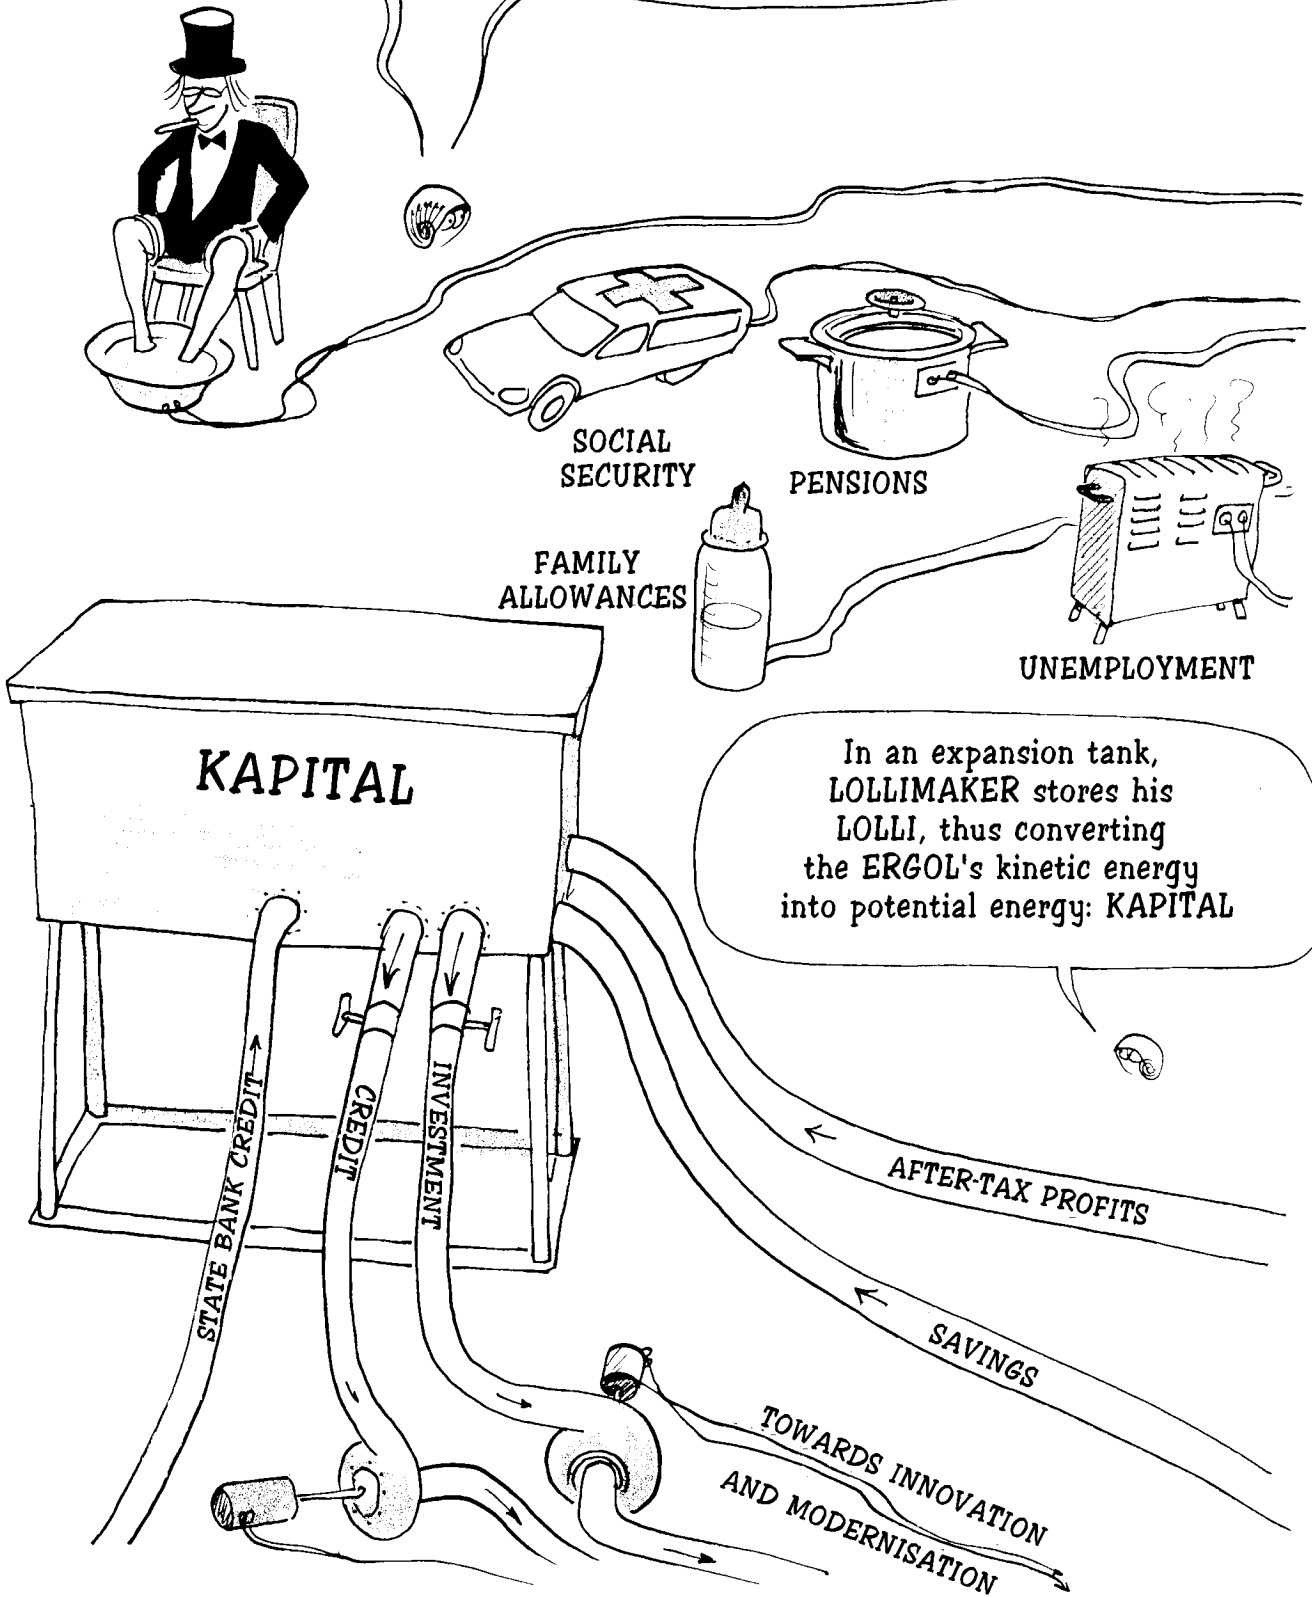 SOCIAL
SECURITY
PENSIONS
FAMILY
ALLOWANCES
UNEMPLOYMENT
KAPITAL
In an expansion tank,
LOLLIMAKER stores his
LOLLI, thus converting
the ERGOL's kinetic energy
into potential energy: KAPITAL
STATE BANK CREDIT
CREDIT
INVESTMENT
AFTER-TAX PROFITS
SAVINGS
TOWARDS INNOVATION
AND MODERNISATION